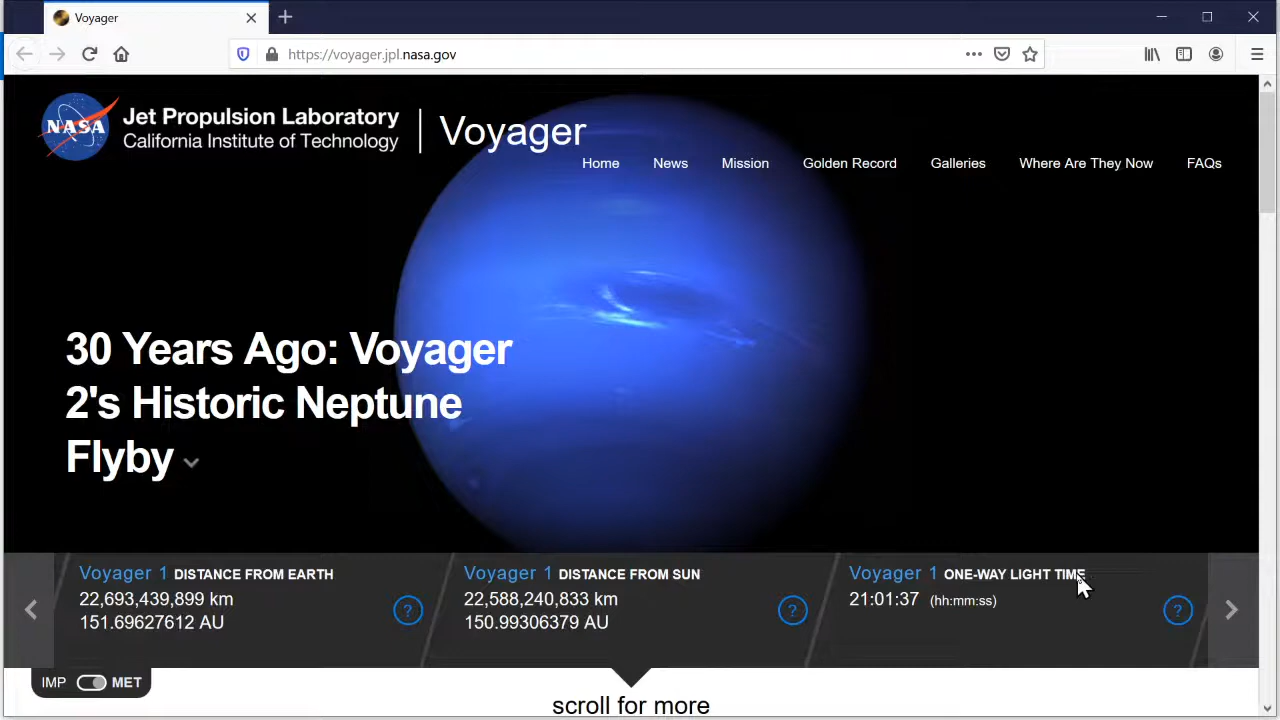 Voyager
https://voyager.jpl.nasa.gov
NASA
Jet Propulsion Laboratory
California Institute of Technology
Voyager
Home News Mission Golden Record Galleries Where Are They Now FAQs
30 Years Ago: Voyager
2's Historic Neptune
Flyby
Voyager 1 DISTANCE FROM EARTH
22,693,439,899 km
151.69627612 AU
?
Voyager 1 DISTANCE FROM SUN
22,588,240,833 km
150.99306379 AU
?
Voyager 1 ONE-WAY LIGHT TIME
21:01:37 (hh:mm:ss)
?
IMP MET
scroll for more